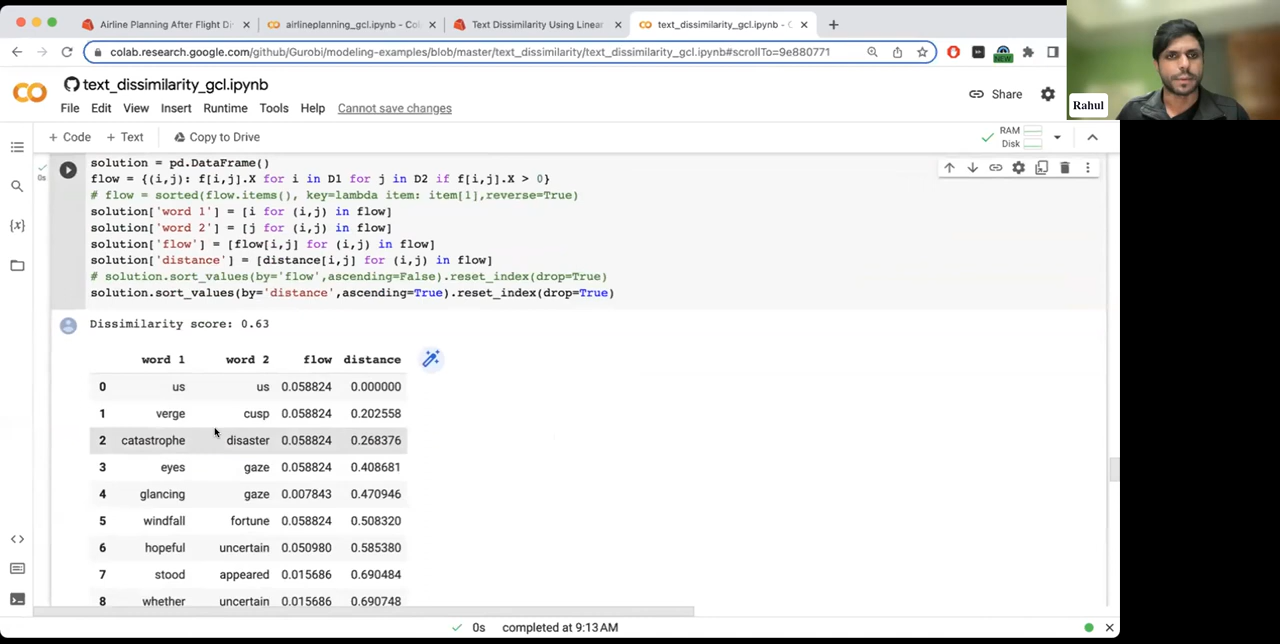 Airline Planning After Flight Di
airlineplanning_gcl.ipynb - Col
Text Dissimilarity Using Linear
text_dissimilarity_gcl.ipynb - C
colab.research.google.com/github/Gurobi/modeling-examples/blob/master/text_dissimilarity/text_dissimilarity_gcl.ipynb#scrollTo=9e880771
NEW
text_dissimilarity_gcl.ipynb
Share
Rahul
File Edit View Insert Runtime Tools Help Cannot save changes
+ Code + Text Copy to Drive
RAM
Disk
0s
solution = pd.DataFrame()
flow = {(i,j): f[i,j].X for i in D1 for j in D2 if f[i,j].X > 0}
# flow = sorted(flow.items(), key=lambda item: item[1],reverse=True)
solution['word 1'] = [i for (i,j) in flow]
solution['word 2'] = [j for (i,j) in flow]
solution['flow'] = [flow[i,j] for (i,j) in flow]
solution['distance'] = [distance[i,j] for (i,j) in flow]
# solution.sort_values(by='flow',ascending=False).reset_index(drop=True)
solution.sort_values(by='distance',ascending=True).reset_index(drop=True)
Dissimilarity score: 0.63
word 1 word 2 flow distance
0 us us 0.058824 0.000000
1 verge cusp 0.058824 0.202558
2 catastrophe disaster 0.058824 0.268376
3 eyes gaze 0.058824 0.408681
4 glancing gaze 0.007843 0.470946
5 windfall fortune 0.058824 0.508320
6 hopeful uncertain 0.050980 0.585380
7 stood appeared 0.015686 0.690484
8 whether uncertain 0.015686 0.690748
0s completed at 9:13 AM